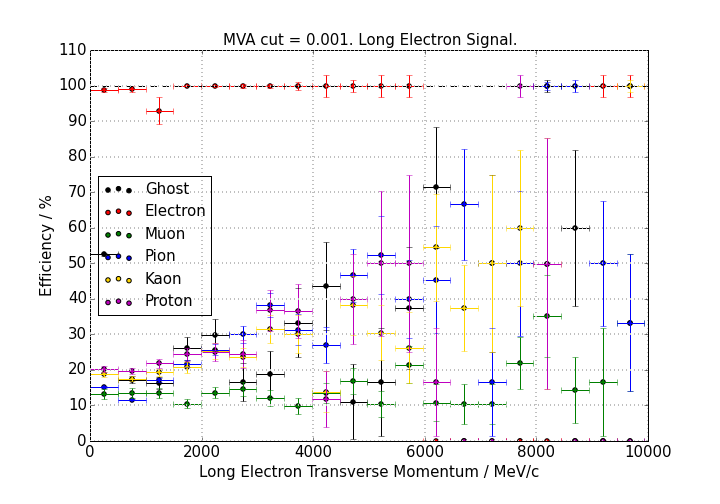 MVA cut = 0.001. Long Electron Signal.
110
100
90
80
70
60
50
40
30
20
10
0
Efficiency / %
Ghost
Electron
Muon
Pion
Kaon
Proton
0 2000 4000 6000 8000 10000
Long Electron Transverse Momentum / MeV/c